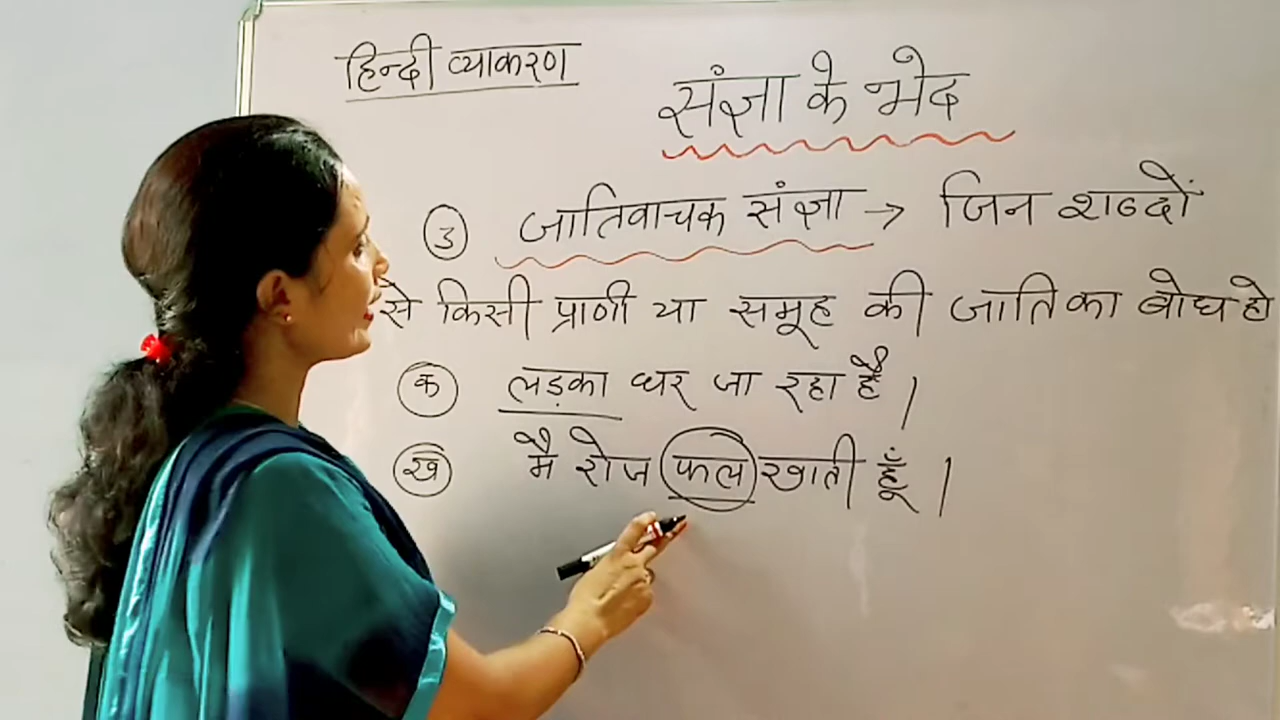 हिन्दी व्याकरण
संज्ञा के भेद
3 जातिवाचक संज्ञा → जिन शब्दों
से किसी प्राणी या समूह की जाति का बोध हो
क लड़का घर जा रहा है।
ख मै रोज फल खाती हूँ।